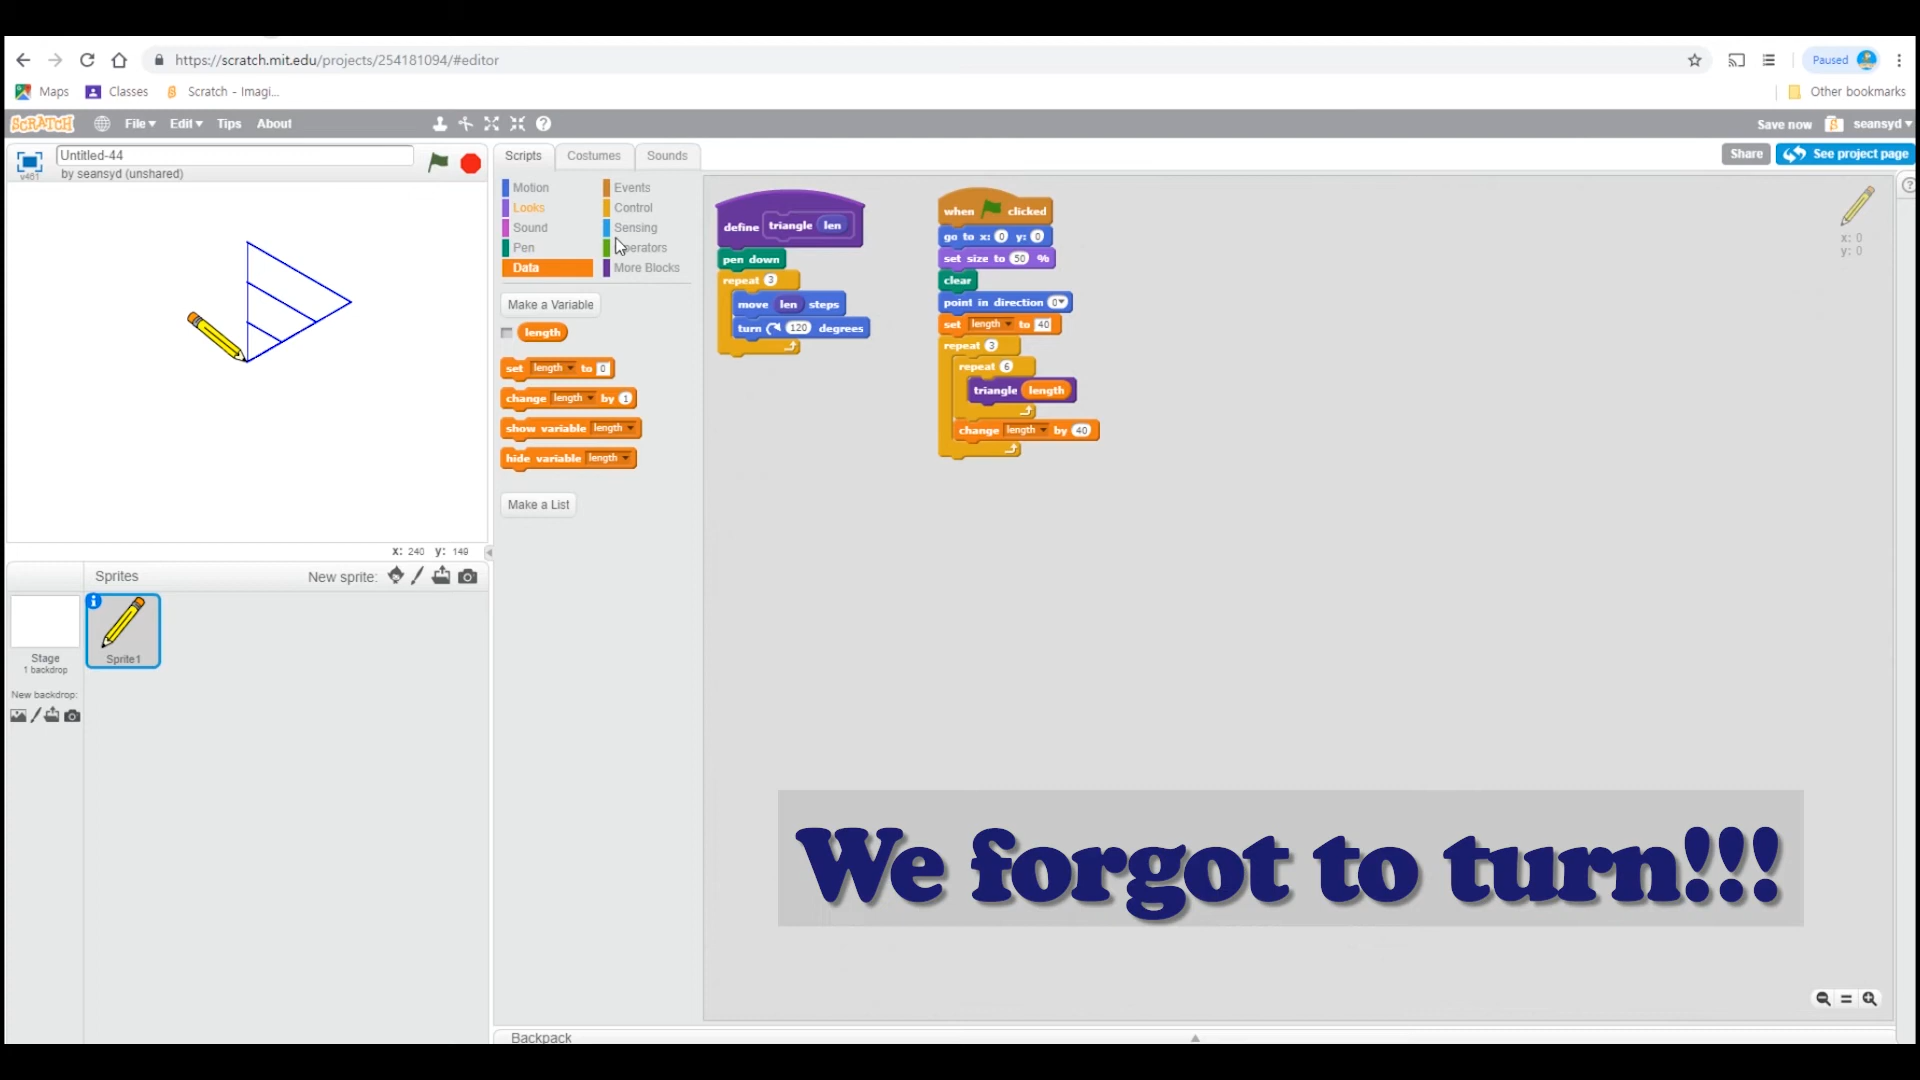 https://scratch.mit.edu/projects/254181094/#editor
Paused
Maps
Classes
Scratch - Imagi...
Other bookmarks
SCRATCH
File
Edit
Tips
About
Save now
seansyd
Untitled-44
by seansyd (unshared)
v461
Scripts
Costumes
Sounds
Share
See project page
Motion
Looks
Sound
Pen
Data
Events
Control
Sensing
erators
More Blocks
Make a Variable
length
set length to 0
change length by 1
show variable length
hide variable length
Make a List
define triangle len
pen down
repeat 3
move len steps
turn 120 degrees
when clicked
go to x: 0 y: 0
set size to 50 %
clear
point in direction 0
set length to 40
repeat 3
repeat 6
triangle length
change length by 40
x: 0
y: 0
X: 240 y: 149
Sprites
New sprite:
Sprite1
Stage
1 backdrop
New backdrop:
We forgot to turn!!!
Backpack